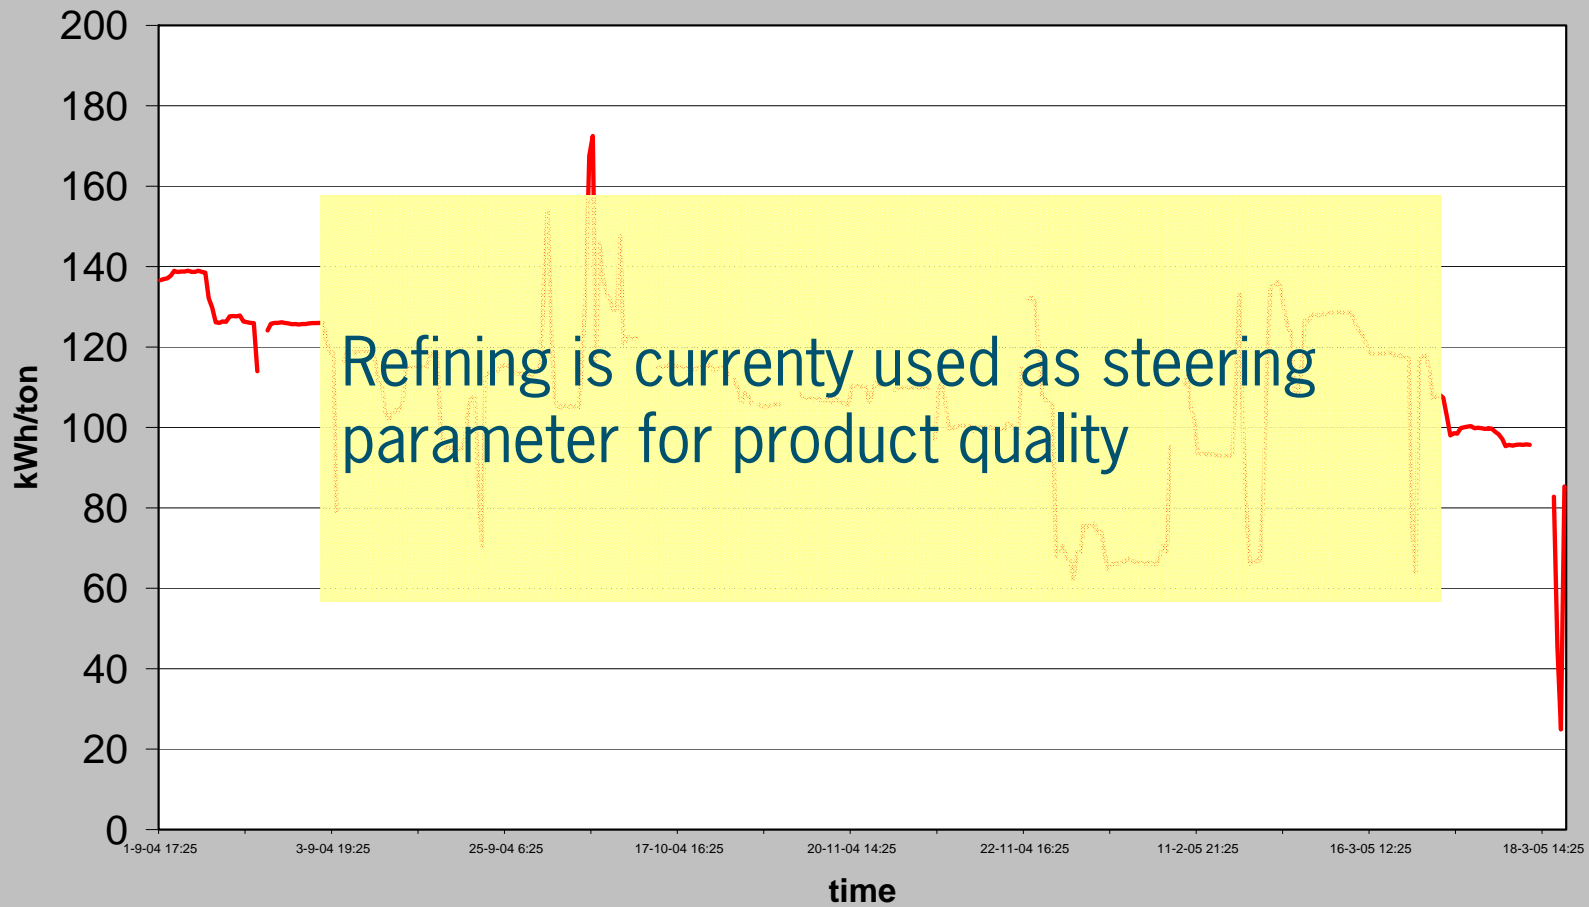 200
180
160
140
120
100
80
60
40
20
0
kWh/ton
Refining is currenty used as steering
parameter for product quality
1-9-04 17:25 3-9-04 19:25 25-9-04 6:25 17-10-04 16:25 20-11-04 14:25 22-11-04 16:25 11-2-05 21:25 16-3-05 12:25 18-3-05 14:25
time